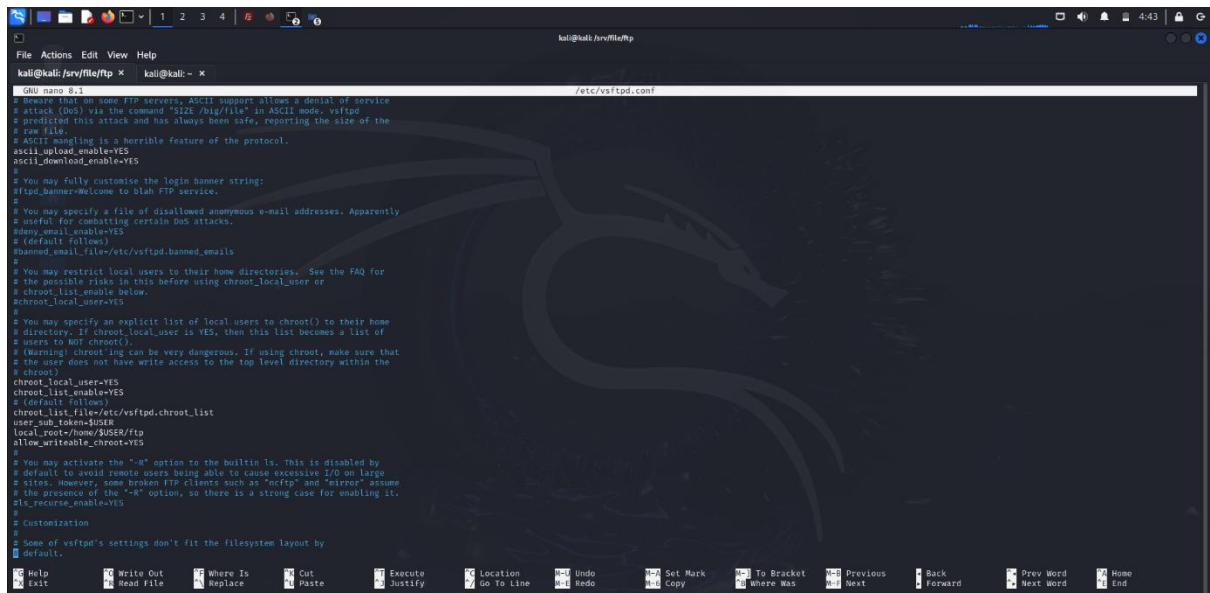 1 2 3 4
4:43
kali@kali: /srv/file/ftp
File Actions Edit View Help
kali@kali: /srv/file/ftp × kali@kali: ~ ×
GNU nano 8.1 /etc/vsftpd.conf
# Beware that on some FTP servers, ASCII support allows a denial of service
# attack (DoS) via the command "SIZE /big/file" in ASCII mode. vsftpd
# predicted this attack and has always been safe, reporting the size of the
# raw file.
# ASCII mangling is a horrible feature of the protocol.
ascii_upload_enable=YES
ascii_download_enable=YES
#
# You may fully customise the login banner string:
#ftpd_banner=Welcome to blah FTP service.
#
# You may specify a file of disallowed anonymous e-mail addresses. Apparently
# useful for combatting certain DoS attacks.
#deny_email_enable=YES
# (default follows)
#banned_email_file=/etc/vsftpd.banned_emails
#
# You may restrict local users to their home directories.  See the FAQ for
# the possible risks in this before using chroot_local_user or
# chroot_list_enable below.
#chroot_local_user=YES
#
# You may specify an explicit list of local users to chroot() to their home
# directory. If chroot_local_user is YES, then this list becomes a list of
# users to NOT chroot().
# (Warning! chroot'ing can be very dangerous. If using chroot, make sure that
# the user does not have write access to the top level directory within the
# chroot)
chroot_local_user=YES
chroot_list_enable=YES
# (default follows)
chroot_list_file=/etc/vsftpd.chroot_list
user_sub_token=$USER
local_root=/home/$USER/ftp
allow_writeable_chroot=YES
#
# You may activate the "-R" option to the builtin ls. This is disabled by
# default to avoid remote users being able to cause excessive I/O on large
# sites. However, some broken FTP clients such as "ncftp" and "mirror" assume
# the presence of the "-R" option, so there is a strong case for enabling it.
#ls_recurse_enable=YES
#
# Customization
#
# Some of vsftpd's settings don't fit the filesystem layout by
# default.
^G Help ^O Write Out ^F Where Is ^K Cut ^T Execute ^C Location M-U Undo M-A Set Mark M-] To Bracket M-B Previous ◂ Back ^◂ Prev Word ^A Home
^X Exit ^R Read File ^\ Replace ^U Paste ^J Justify ^/ Go To Line M-E Redo M-6 Copy ^B Where Was M-F Next ▸ Forward ^▸ Next Word ^E End